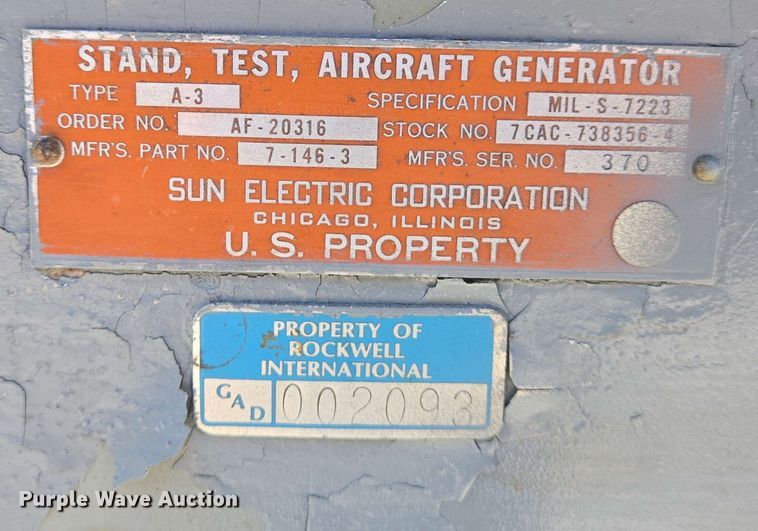 STAND, TEST, AIRCRAFT GENERATOR
TYPE A-3 SPECIFICATION MIL-S-7223
ORDER NO. AF-20316 STOCK NO. 7CAC-738356-4
MFR'S. PART NO. 7-146-3 MFR'S. SER. NO. 370
SUN ELECTRIC CORPORATION
CHICAGO, ILLINOIS
U. S. PROPERTY
PROPERTY OF
ROCKWELL
INTERNATIONAL
GAD 002093
Purple Wave Auction